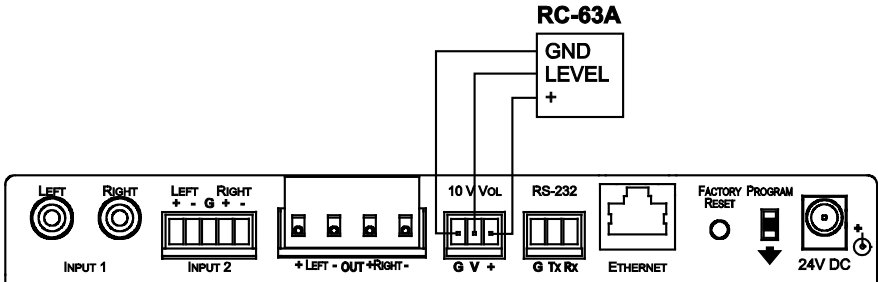 RC-63A
GND
LEVEL
+
LEFT RIGHT
LEFT RIGHT
+ - G + -
10 V VOL
RS-232
FACTORY RESET
PROGRAM
INPUT 1
INPUT 2
+ LEFT - OUT +RIGHT -
G V +
G Tx Rx
ETHERNET
24V DC
+